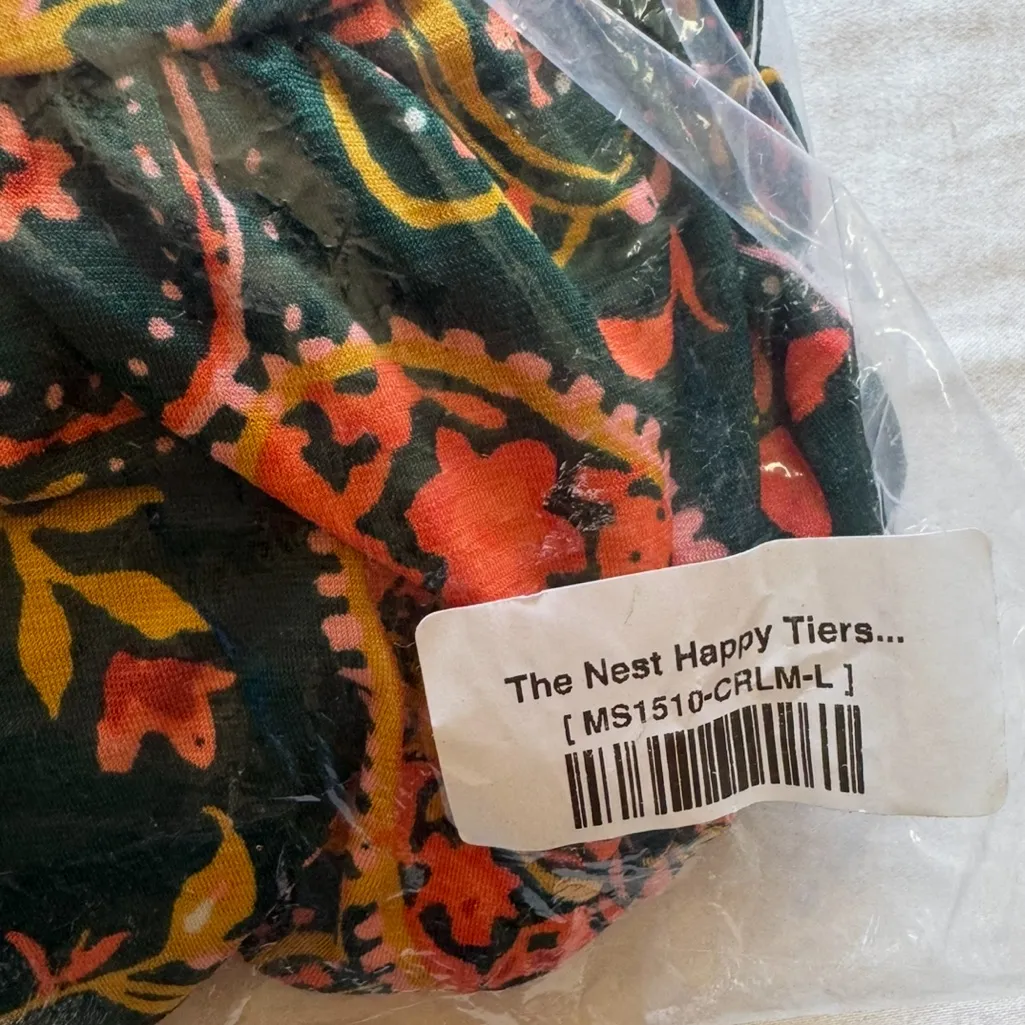 The Nest Happy Tiers...
[ MS1510-CRLM-L ]